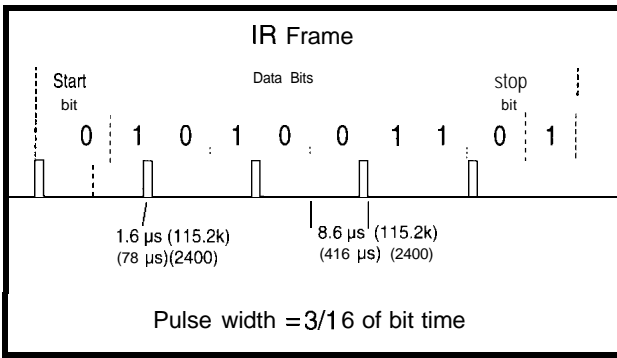 IR Frame
Start Data Bits stop
bit bit
0 1 0 1 0 0 1 1 0 1
1.6 µs (115.2k) 8.6 µs (115.2k)
(78 µs)(2400) (416 µs) (2400)
Pulse width = 3/16 of bit time